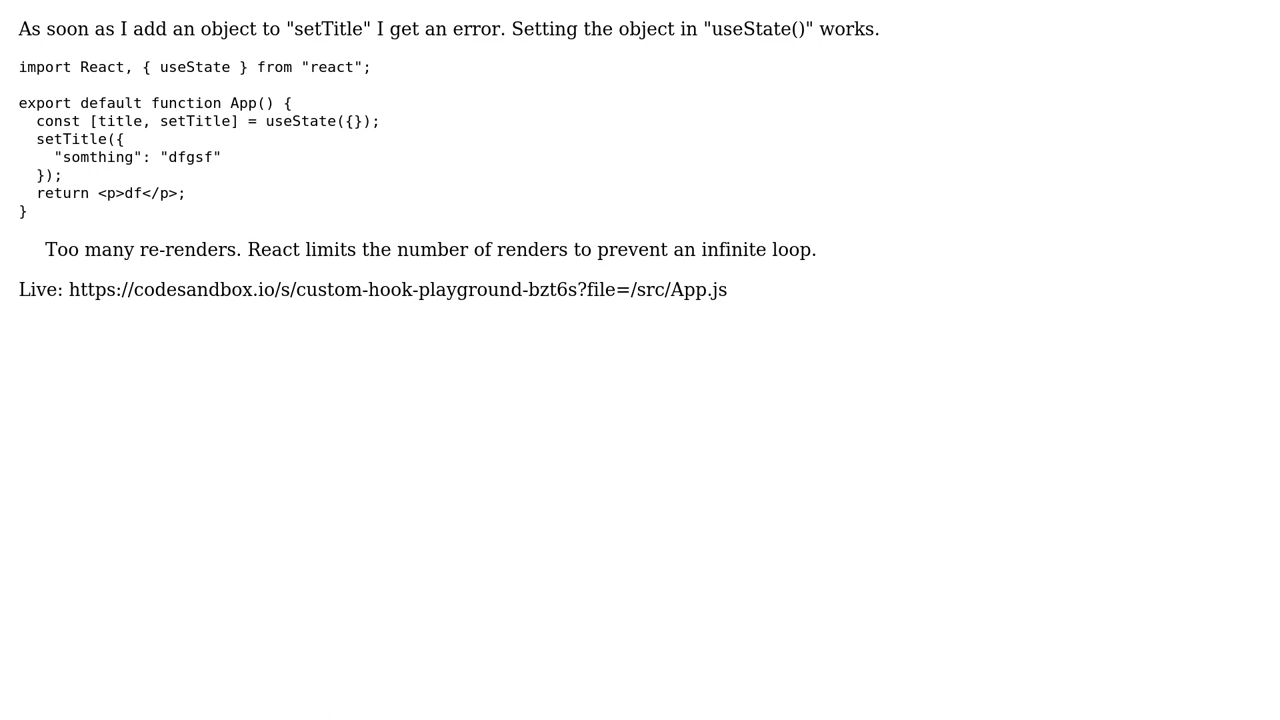 As soon as I add an object to "setTitle" I get an error. Setting the object in "useState()" works.
import React, { useState } from "react";
export default function App() {
  const [title, setTitle] = useState({});
  setTitle({
    "somthing": "dfgsf"
  });
  return <p>df</p>;
}
Too many re-renders. React limits the number of renders to prevent an infinite loop.
Live: https://codesandbox.io/s/custom-hook-playground-bzt6s?file=/src/App.js